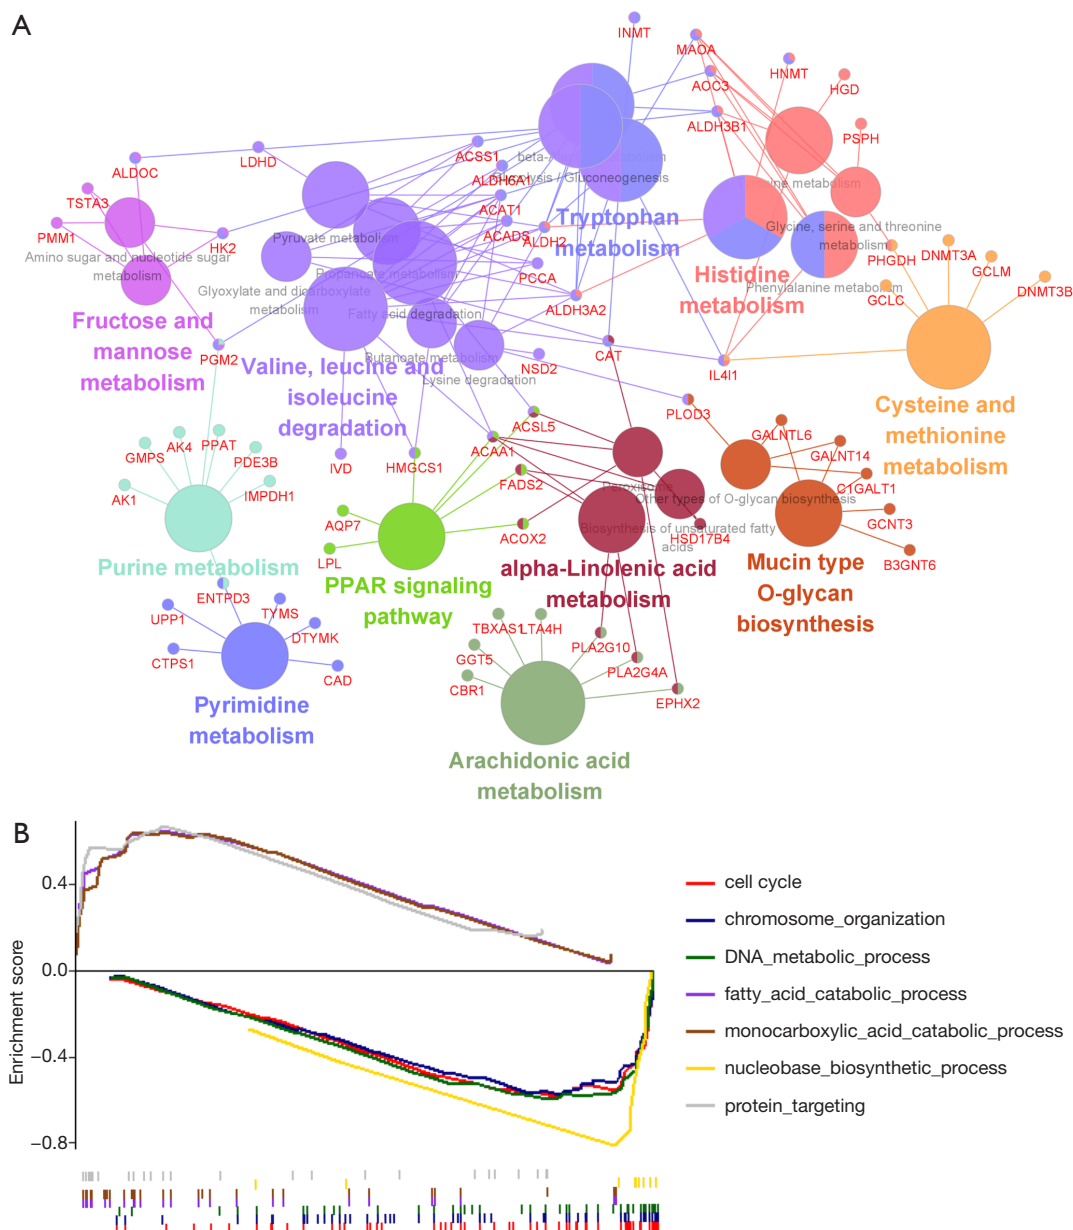 A
INMT
MAOA
AOC3
HNMT
HGD
ALDH3B1
PSPH
LDHD
ACSS1
ALDOC
ALDH6A1
Glycolysis / Gluconeogenesis
TSTA3
ACAT1
Tryptophan
metabolism
PMM1
HK2
ACADS
ALDH2
Pyruvate metabolism
Glycine, serine and threonine
metabolism
PHGDH
DNMT3A
Amino sugar and nucleotide sugar
metabolism
Propanoate metabolism
PCCA
Histidine
metabolism
GCLM
Glyoxylate and dicarboxylate
metabolism
Phenylalanine metabolism
GCLC
DNMT3B
ALDH3A2
Fatty acid degradation
Fructose and
mannose
metabolism
PGM2
Valine, leucine and
isoleucine
degradation
Butanoate metabolism
Lysine degradation
NSD2
CAT
IL4I1
Cysteine and
methionine
metabolism
PLOD3
GALNTL6
ACSL5
GMPS
AK4
PPAT
PDE3B
ACAA1
GALNT14
IVD
HMGCS1
IMPDH1
FADS2
Peroxisome
Other types of O-glycan biosynthesis
C1GALT1
AK1
AQP7
Biosynthesis of unsaturated fatty
acids
HSD17B4
GCNT3
LPL
ACOX2
B3GNT6
Purine metabolism
PPAR signaling
pathway
alpha-Linolenic acid
metabolism
Mucin type
O-glycan
biosynthesis
ENTPD3
UPP1
TYMS
DTYMK
TBXAS1
LTA4H
PLA2G10
CTPS1
CAD
GGT5
PLA2G4A
CBR1
EPHX2
Pyrimidine
metabolism
Arachidonic acid
metabolism
B
Enrichment score
0.4
0.0
−0.4
−0.8
cell cycle
chromosome_organization
DNA_metabolic_process
fatty_acid_catabolic_process
monocarboxylic_acid_catabolic_process
nucleobase_biosynthetic_process
protein_targeting